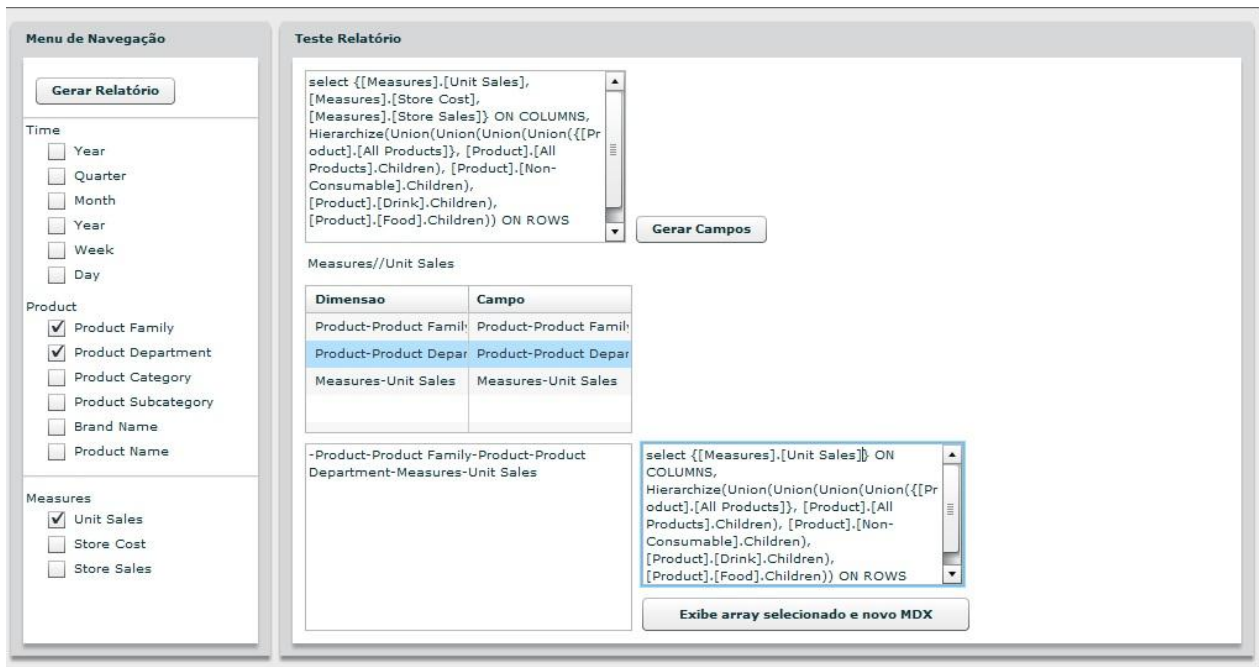 Menu de Navegação
Gerar Relatório
Time
Year
Quarter
Month
Year
Week
Day
Product
Product Family
Product Department
Product Category
Product Subcategory
Brand Name
Product Name
Measures
Unit Sales
Store Cost
Store Sales
Teste Relatório
select {[Measures].[Unit Sales],
[Measures].[Store Cost],
[Measures].[Store Sales]} ON COLUMNS,
Hierarchize(Union(Union(Union(Union({[Pr
oduct].[All Products]}, [Product].[All
Products].Children), [Product].[Non-
Consumable].Children),
[Product].[Drink].Children),
[Product].[Food].Children)) ON ROWS
Gerar Campos
Measures//Unit Sales
Dimensao Campo
Product-Product Family Product-Product Family
Product-Product Depar Product-Product Depar
Measures-Unit Sales Measures-Unit Sales
-Product-Product Family-Product-Product
Department-Measures-Unit Sales
select {[Measures].[Unit Sales]} ON
COLUMNS,
Hierarchize(Union(Union(Union(Union({[Pr
oduct].[All Products]}, [Product].[All
Products].Children), [Product].[Non-
Consumable].Children),
[Product].[Drink].Children),
[Product].[Food].Children)) ON ROWS
Exibe array selecionado e novo MDX